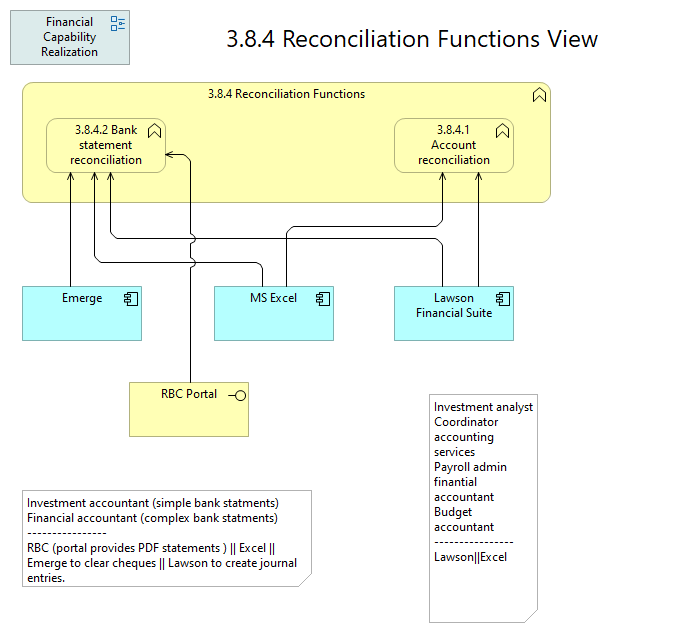 Financial
Capability
Realization
3.8.4 Reconciliation Functions View
3.8.4 Reconciliation Functions
3.8.4.2 Bank
statement
reconciliation
3.8.4.1
Account
reconciliation
Emerge
MS Excel
Lawson
Financial Suite
RBC Portal
Investment analyst
Coordinator
accounting
services
Payroll admin
finantial
accountant
Budget
accountant
----------------
Lawson||Excel
Investment accountant (simple bank statments)
Financial accountant (complex bank statments)
----------------
RBC (portal provides PDF statements ) || Excel ||
Emerge to clear cheques || Lawson to create journal
entries.